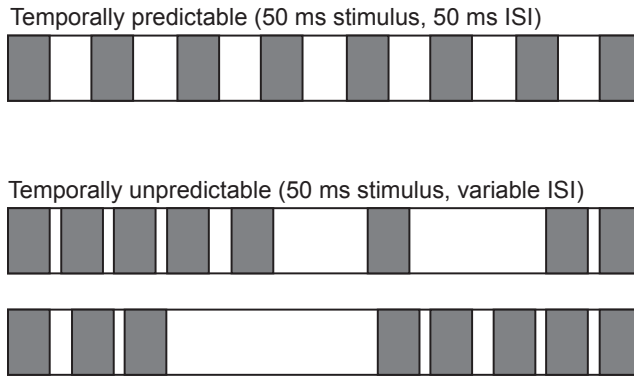 Temporally predictable (50 ms stimulus, 50 ms ISI)
Temporally unpredictable (50 ms stimulus, variable ISI)